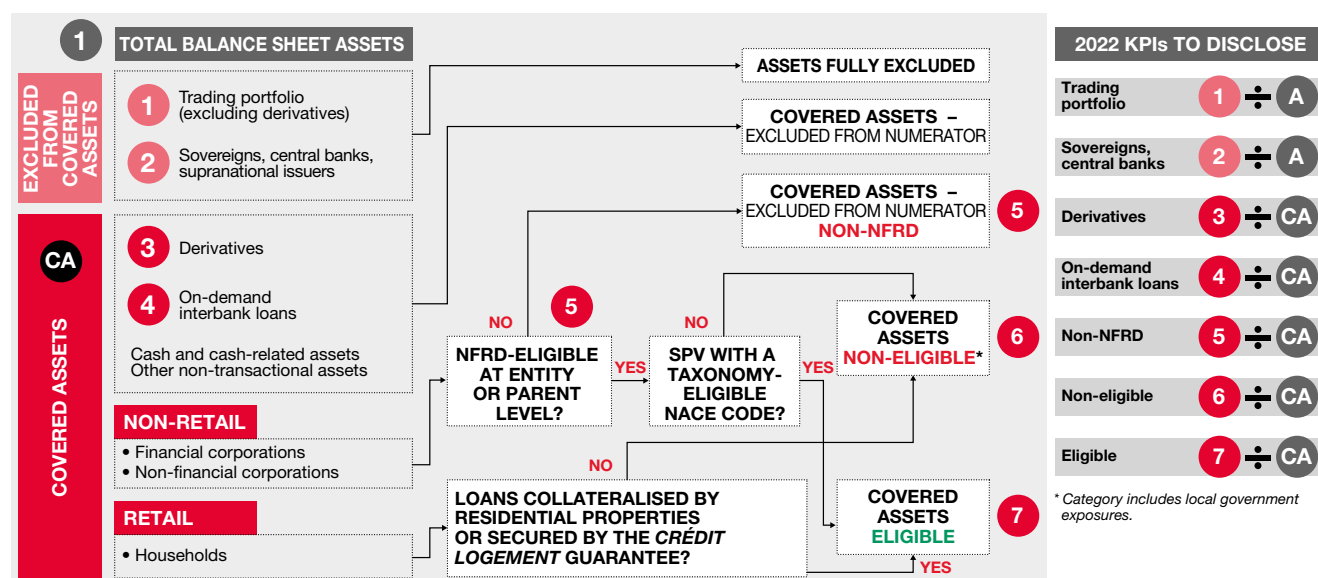 1
TOTAL BALANCE SHEET ASSETS
EXCLUDED
FROM
COVERED
ASSETS
1
Trading portfolio
(excluding derivatives)
2
Sovereigns, central banks,
supranational issuers
ASSETS FULLY EXCLUDED
COVERED ASSETS –
EXCLUDED FROM NUMERATOR
COVERED ASSETS –
EXCLUDED FROM NUMERATOR
NON-NFRD
5
CA
COVERED ASSETS
3
Derivatives
4
On-demand
interbank loans
Cash and cash-related assets
Other non-transactional assets
NON-RETAIL
• Financial corporations
• Non-financial corporations
RETAIL
• Households
NO
5
NFRD-ELIGIBLE
AT ENTITY
OR PARENT
LEVEL?
YES
NO
SPV WITH A
TAXONOMY-
ELIGIBLE
NACE CODE?
YES
COVERED
ASSETS
NON-ELIGIBLE*
6
NO
LOANS COLLATERALISED BY
RESIDENTIAL PROPERTIES
OR SECURED BY THE CRÉDIT
LOGEMENT GUARANTEE?
COVERED
ASSETS
ELIGIBLE
7
YES
2022 KPIs TO DISCLOSE
Trading
portfolio
1 ÷ A
Sovereigns,
central banks
2 ÷ A
Derivatives
3 ÷ CA
On-demand
interbank loans
4 ÷ CA
Non-NFRD
5 ÷ CA
Non-eligible
6 ÷ CA
Eligible
7 ÷ CA
* Category includes local government
exposures.